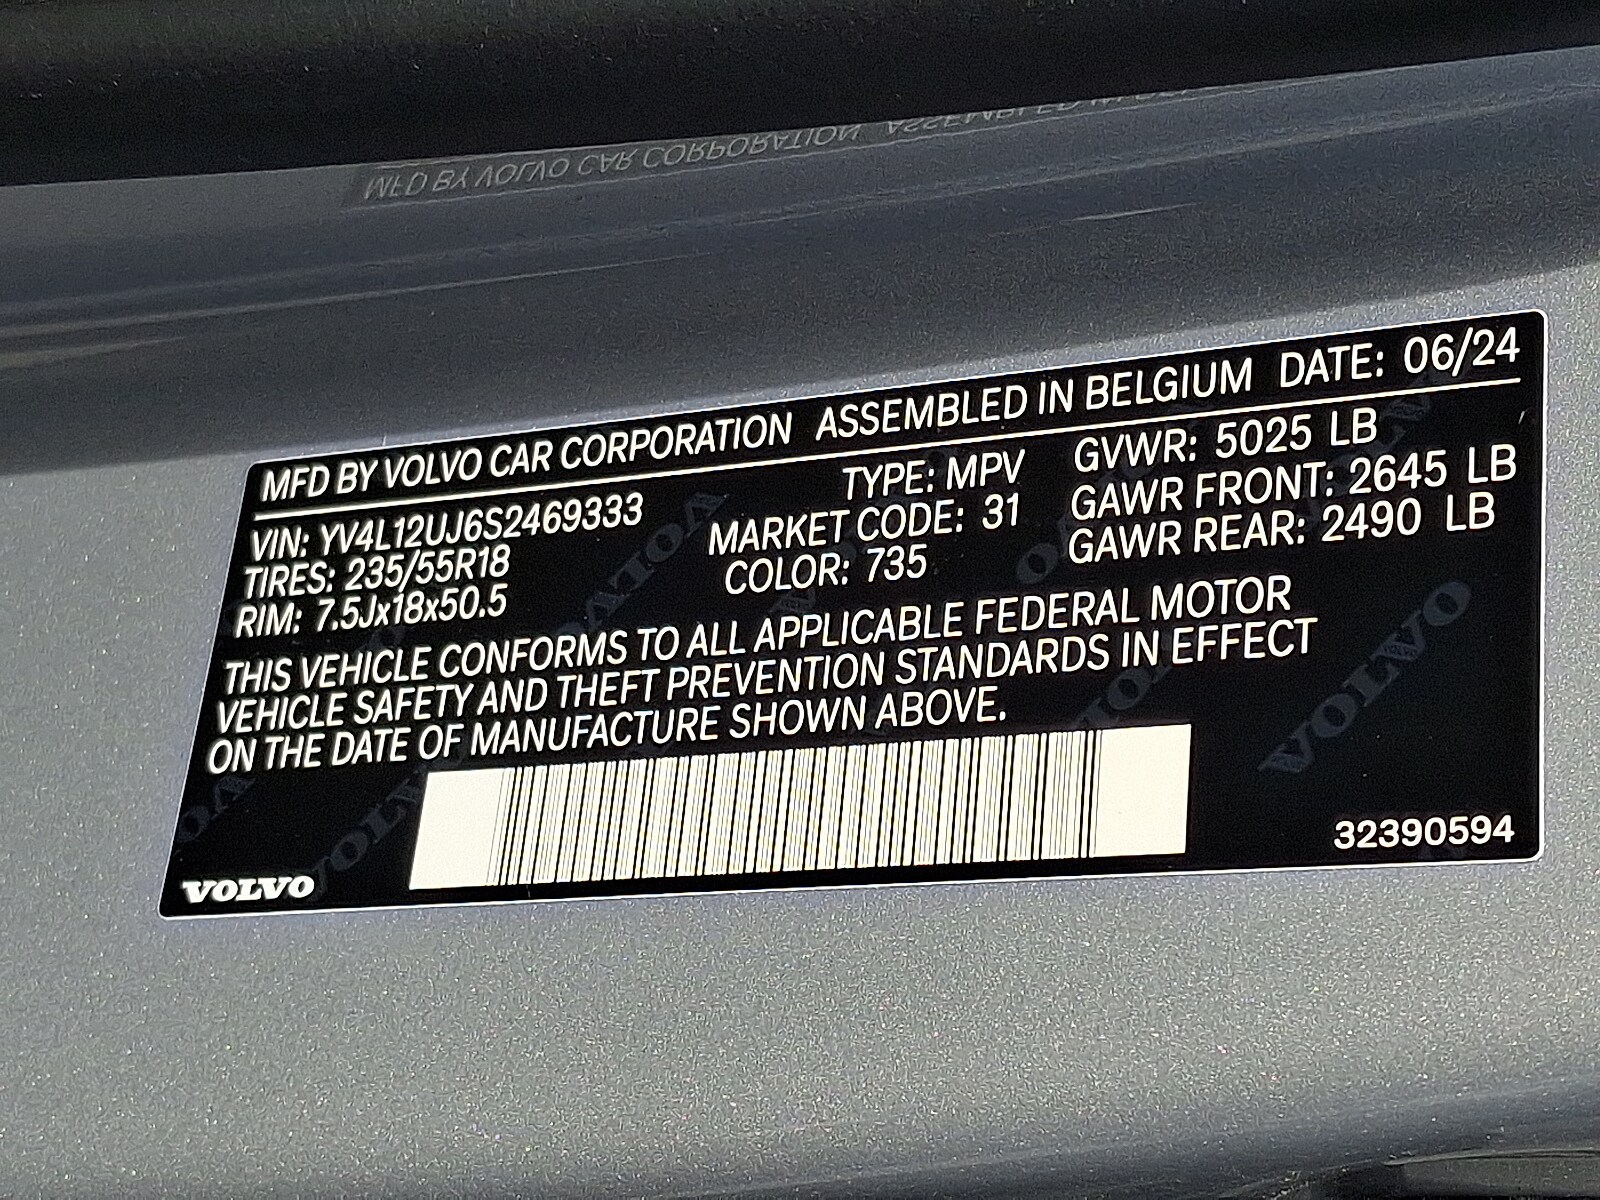 MFD BY VOLVO CAR CORPORATION ASSEMBLED
MFD BY VOLVO CAR CORPORATION ASSEMBLED IN BELGIUM DATE: 06/24
VIN: YV4L12UJ6S2469333 TYPE: MPV GVWR: 5025 LB
TIRES: 235/55R18 MARKET CODE: 31 GAWR FRONT: 2645 LB
RIM: 7.5Jx18x50.5 COLOR: 735 GAWR REAR: 2490 LB
THIS VEHICLE CONFORMS TO ALL APPLICABLE FEDERAL MOTOR
VEHICLE SAFETY AND THEFT PREVENTION STANDARDS IN EFFECT
ON THE DATE OF MANUFACTURE SHOWN ABOVE.
VOLVO 32390594